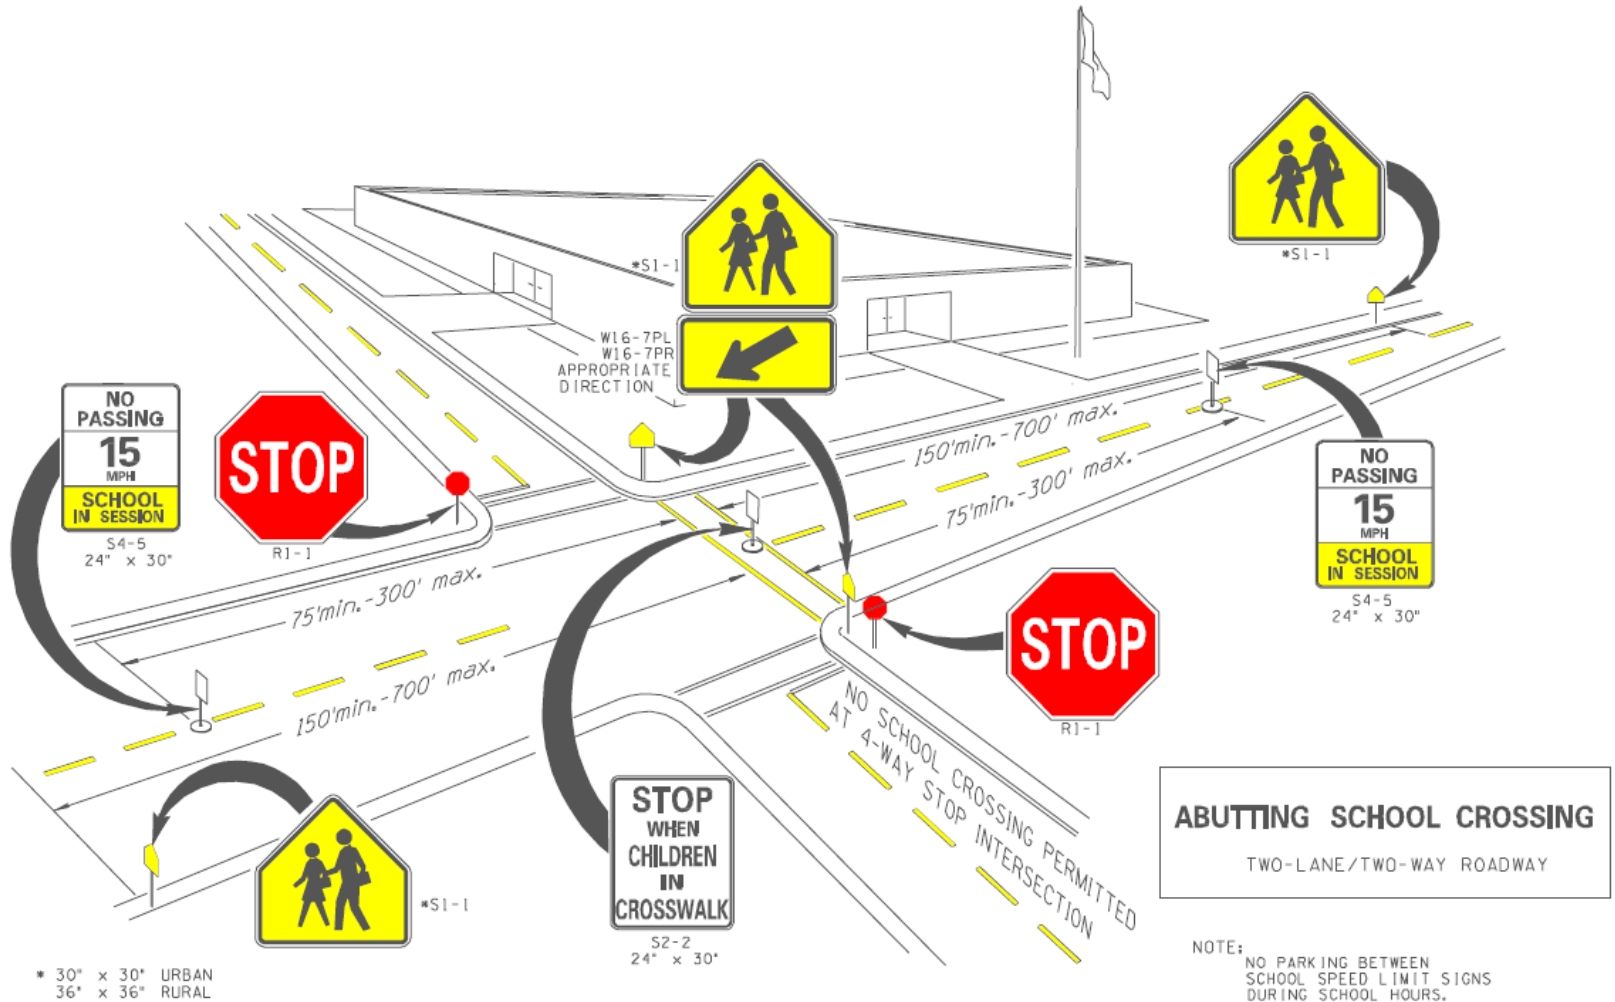 *S1-1
*S1-1
W16-7PL
W16-7PR
APPROPRIATE
DIRECTION
NO
PASSING
15
MPH
SCHOOL
IN SESSION
S4-5
24" x 30"
STOP
R1-1
150'min.-700' max.
75'min.-300' max.
NO
PASSING
15
MPH
SCHOOL
IN SESSION
S4-5
24" x 30"
75'min.-300' max.
150'min.-700' max.
STOP
R1-1
NO SCHOOL CROSSING PERMITTED
AT 4-WAY STOP INTERSECTION
STOP
WHEN
CHILDREN
IN
CROSSWALK
S2-2
24" x 30"
*S1-1
ABUTTING SCHOOL CROSSING
TWO-LANE/TWO-WAY ROADWAY
* 30" x 30" URBAN
36" x 36" RURAL
NOTE:
NO PARKING BETWEEN
SCHOOL SPEED LIMIT SIGNS
DURING SCHOOL HOURS.